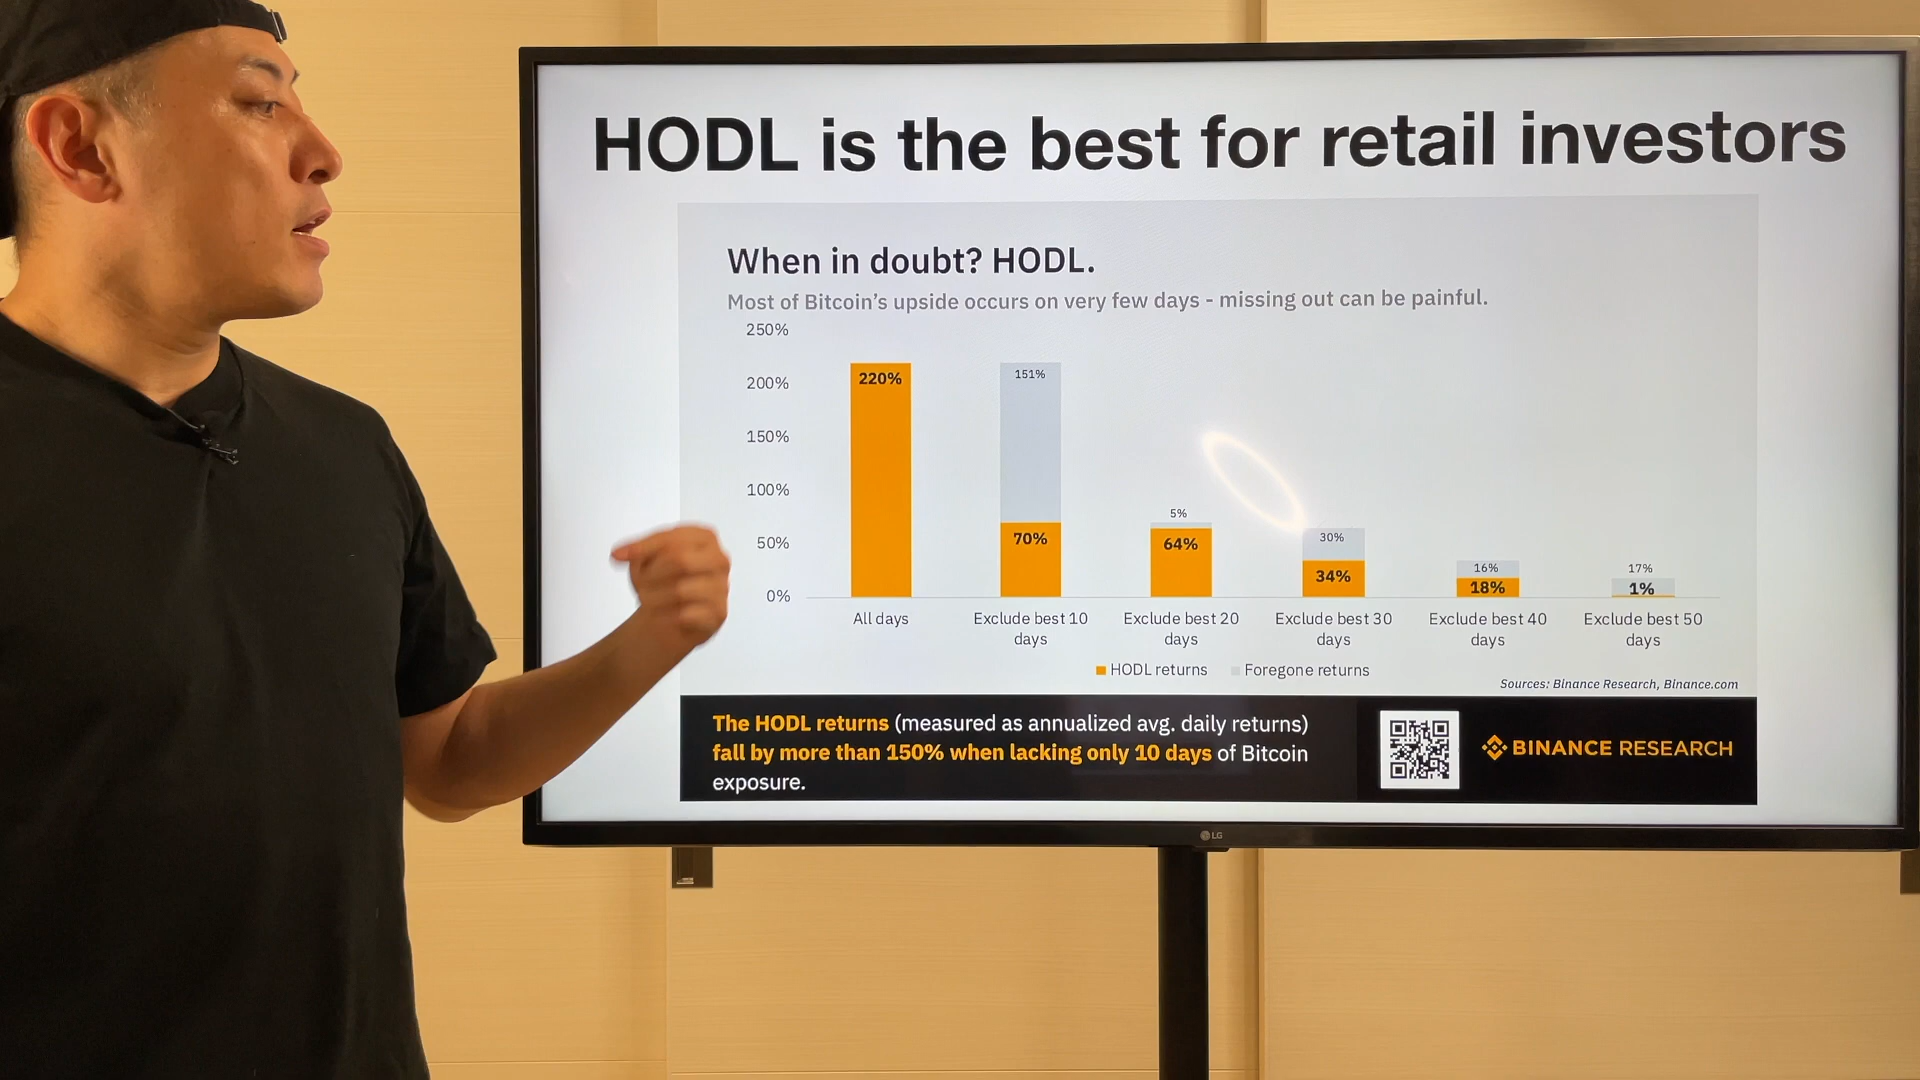 HODL is the best for retail investors
When in doubt? HODL.
Most of Bitcoin's upside occurs on very few days - missing out can be painful.
250%
200%
150%
100%
50%
0%
220%
151%
70%
5%
64%
30%
34%
16%
18%
17%
1%
All days
Exclude best 10
days
Exclude best 20
days
Exclude best 30
days
Exclude best 40
days
Exclude best 50
days
HODL returns
Foregone returns
Sources: Binance Research, Binance.com
The HODL returns (measured as annualized avg. daily returns)
fall by more than 150% when lacking only 10 days of Bitcoin
exposure.
BINANCE RESEARCH
LG